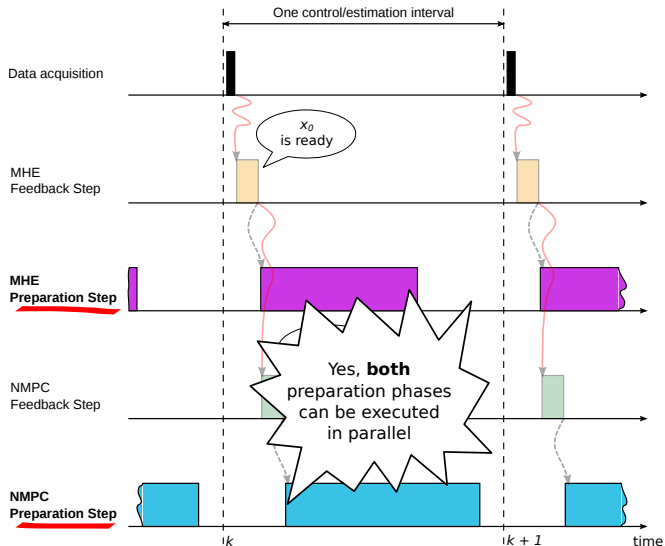 One control/estimation interval
Data acquisition
x0
is ready
MHE
Feedback Step
MHE
Preparation Step
Yes, both
preparation phases
can be executed
in parallel
NMPC
Feedback Step
NMPC
Preparation Step
k
k + 1
time